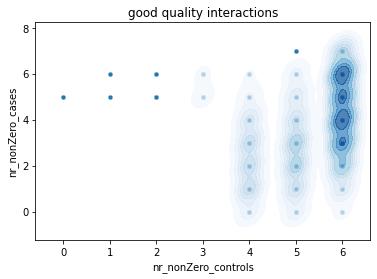 good quality interactions
8
6
4
2
0
nr_nonZero_cases
0 1 2 3 4 5 6
nr_nonZero_controls